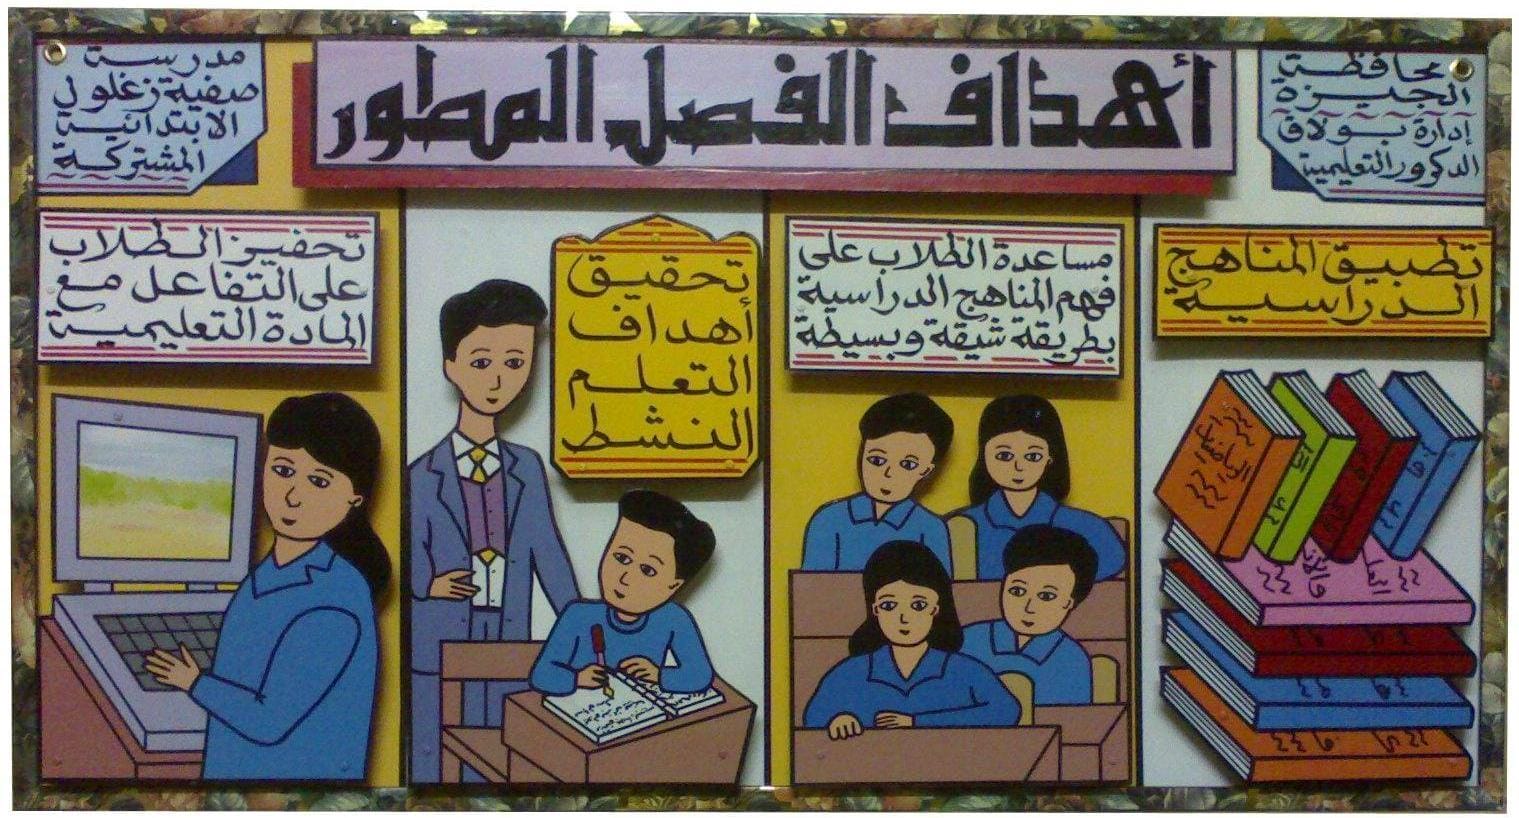 محافظة
الجيزة
إدارة بولاق
الدكرور التعليمية
أهداف الفصل المطور
مدرسة
صفية زغلول
الابتدائية
المشتركة
تطبيق المناهج
الدراسية
مساعدة الطلاب على
فهم المناهج الدراسية
بطريقة شيقة وبسيطة
تحقيق
أهداف
التعلم
النشط
تحفيز الطلاب
على التفاعل مع
المادة التعليمية